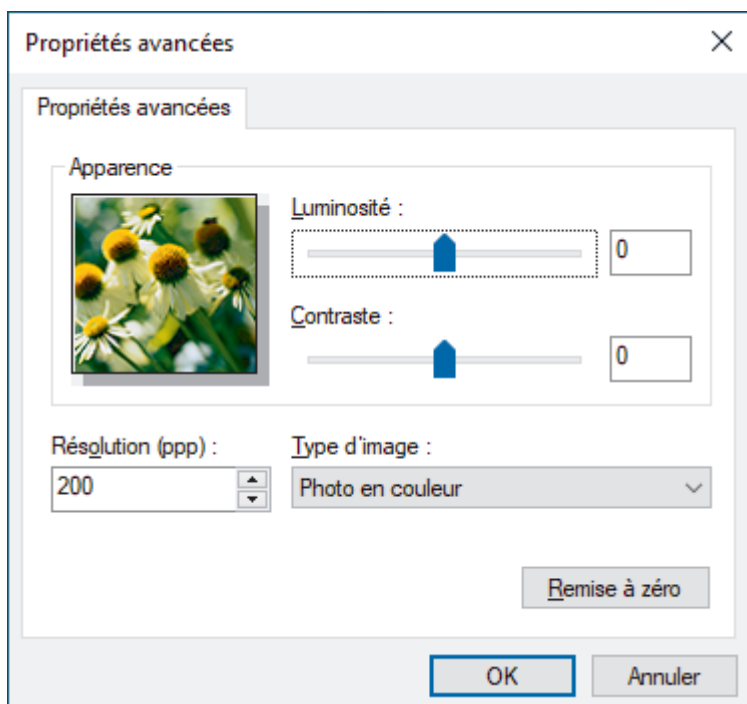 Propriétés avancées
Propriétés avancées
Apparence
Luminosité :
0
Contraste :
0
Résolution (ppp) :
200
Type d'image :
Photo en couleur
Remise à zéro
OK
Annuler